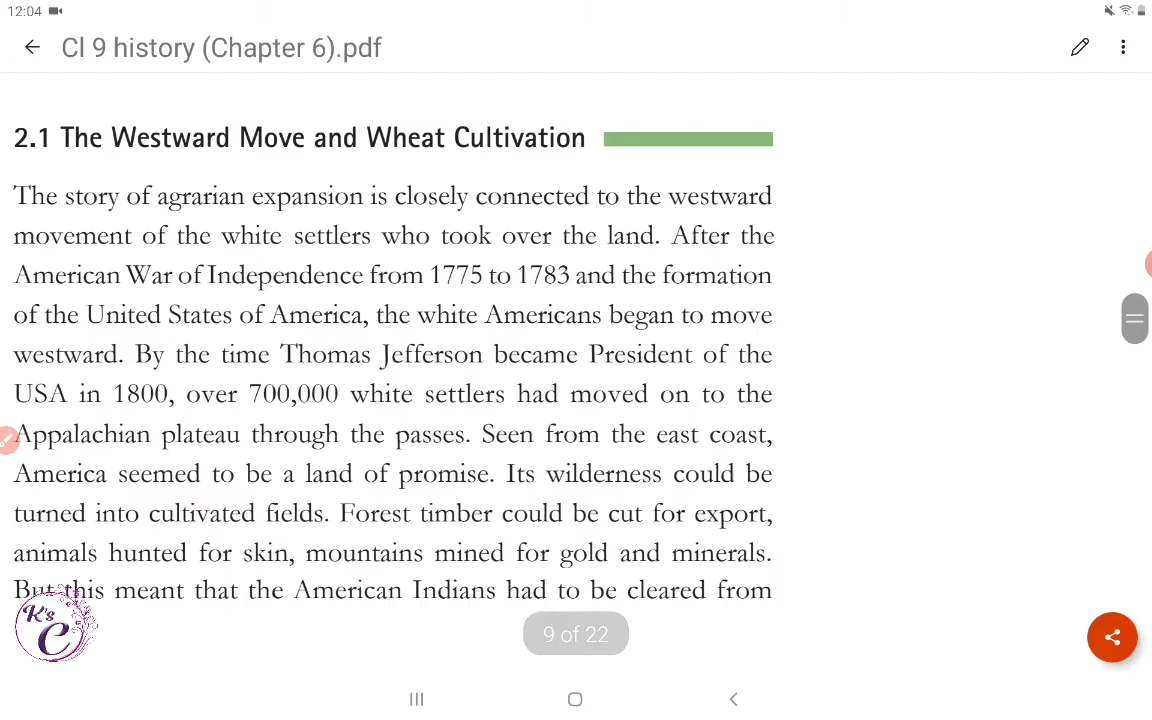 12:04
Cl 9 history (Chapter 6).pdf
2.1 The Westward Move and Wheat Cultivation
The story of agrarian expansion is closely connected to the westward
movement of the white settlers who took over the land. After the
American War of Independence from 1775 to 1783 and the formation
of the United States of America, the white Americans began to move
westward. By the time Thomas Jefferson became President of the
USA in 1800, over 700,000 white settlers had moved on to the
Appalachian plateau through the passes. Seen from the east coast,
America seemed to be a land of promise. Its wilderness could be
turned into cultivated fields. Forest timber could be cut for export,
animals hunted for skin, mountains mined for gold and minerals.
But this meant that the American Indians had to be cleared from
K's
C
9 of 22